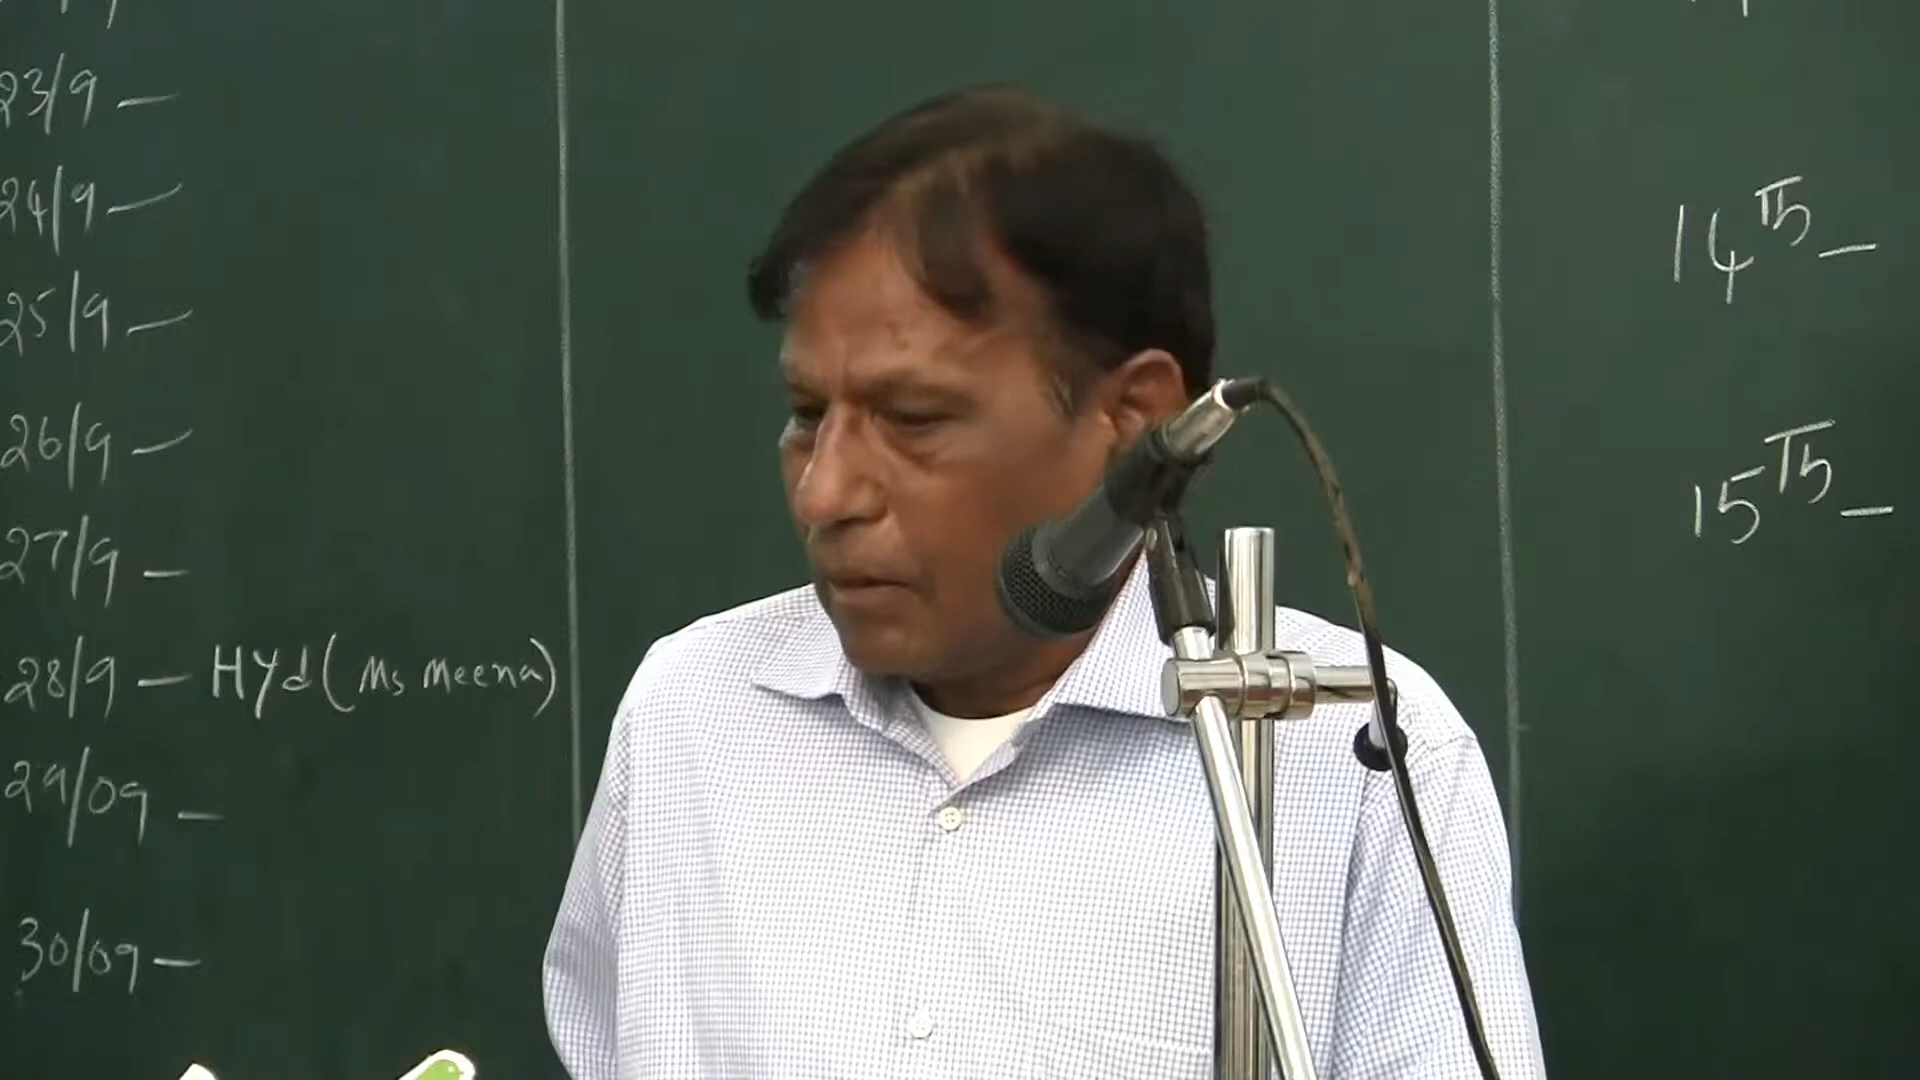 23/9 —
24/9 —
25/9 —
26/9 —
27/9 —
28/9 — HYd ( Ms Meena )
29/09 —
30/09 —
14th —
15th —